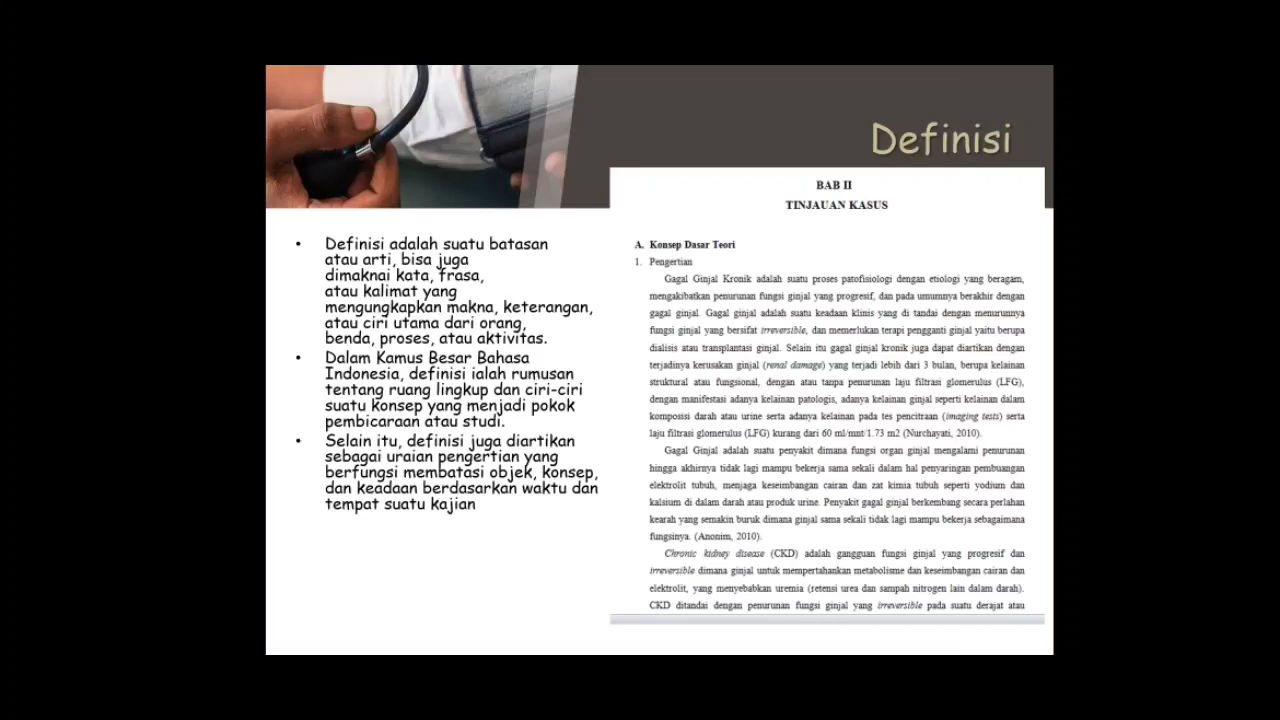 Definisi
• Definisi adalah suatu batasan
atau arti, bisa juga
dimaknai kata, frasa,
atau kalimat yang
mengungkapkan makna, keterangan,
atau ciri utama dari orang,
benda, proses, atau aktivitas.
• Dalam Kamus Besar Bahasa
Indonesia, definisi ialah rumusan
tentang ruang lingkup dan ciri-ciri
suatu konsep yang menjadi pokok
pembicaraan atau studi.
• Selain itu, definisi juga diartikan
sebagai uraian pengertian yang
berfungsi membatasi objek, konsep,
dan keadaan berdasarkan waktu dan
tempat suatu kajian
BAB II
TINJAUAN KASUS
A. Konsep Dasar Teori
1. Pengertian
Gagal Ginjal Kronik adalah suatu proses patofisiologi dengan etiologi yang beragam,
mengakibatkan penurunan fungsi ginjal yang progresif, dan pada umumnya berakhir dengan
gagal ginjal. Gagal ginjal adalah suatu keadaan klinis yang di tandai dengan menurunnya
fungsi ginjal yang bersifat irreversible, dan memerlukan terapi pengganti ginjal yaitu berupa
dialisis atau transplantasi ginjal. Selain itu gagal ginjal kronik juga dapat diartikan dengan
terjadinya kerusakan ginjal (renal damage) yang terjadi lebih dari 3 bulan, berupa kelainan
struktural atau fungsional, dengan atau tanpa penurunan laju filtrasi glomerulus (LFG),
dengan manifestasi adanya kelainan patologis, adanya kelainan ginjal seperti kelainan dalam
komposisi darah atau urine serta adanya kelainan pada tes pencitraan (imaging tests) serta
laju filtrasi glomerulus (LFG) kurang dari 60 ml/mnt/1.73 m2 (Nurchayati, 2010).
Gagal Ginjal adalah suatu penyakit dimana fungsi organ ginjal mengalami penurunan
hingga akhirnya tidak lagi mampu bekerja sama sekali dalam hal penyaringan pembuangan
elektrolit tubuh, menjaga keseimbangan cairan dan zat kimia tubuh seperti yodium dan
kalsium di dalam darah atau produk urine. Penyakit gagal ginjal berkembang secara perlahan
kearah yang semakin buruk dimana ginjal sama sekali tidak lagi mampu bekerja sebagaimana
fungsinya. (Anonim, 2010).
Chronic kidney disease (CKD) adalah gangguan fungsi ginjal yang progresif dan
irreversible dimana ginjal untuk mempertahankan metabolisme dan keseimbangan cairan dan
elektrolit, yang menyebabkan uremia (retensi urea dan sampah nitrogen lain dalam darah).
CKD ditandai dengan penurunan fungsi ginjal yang irreversible pada suatu derajat atau